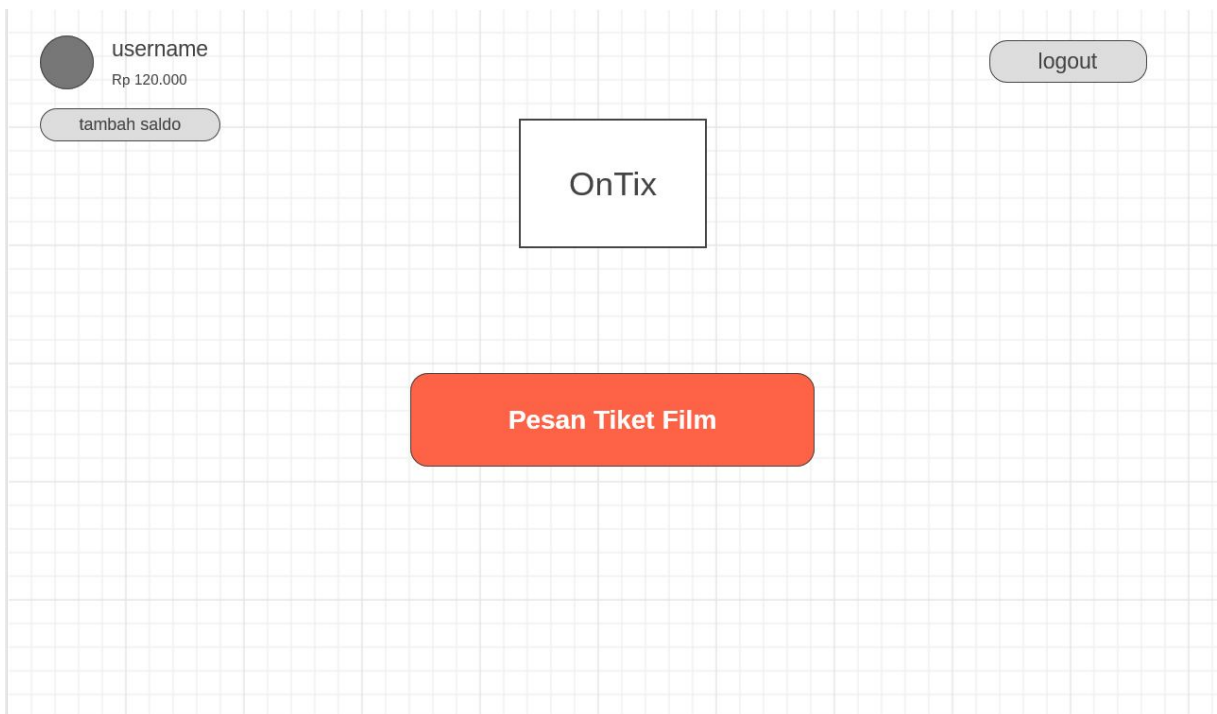 username
Rp 120.000
tambah saldo
logout
OnTix
Pesan Tiket Film